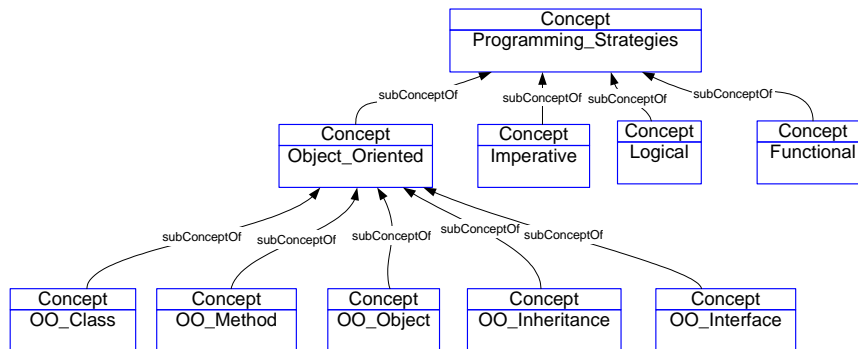 Concept
Programming_Strategies
subConceptOf
subConceptOf
subConceptOf
subConceptOf
Concept
Object_Oriented
Concept
Imperative
Concept
Logical
Concept
Functional
subConceptOf
subConceptOf
subConceptOf
subConceptOf
subConceptOf
Concept
OO_Class
Concept
OO_Method
Concept
OO_Object
Concept
OO_Inheritance
Concept
OO_Interface